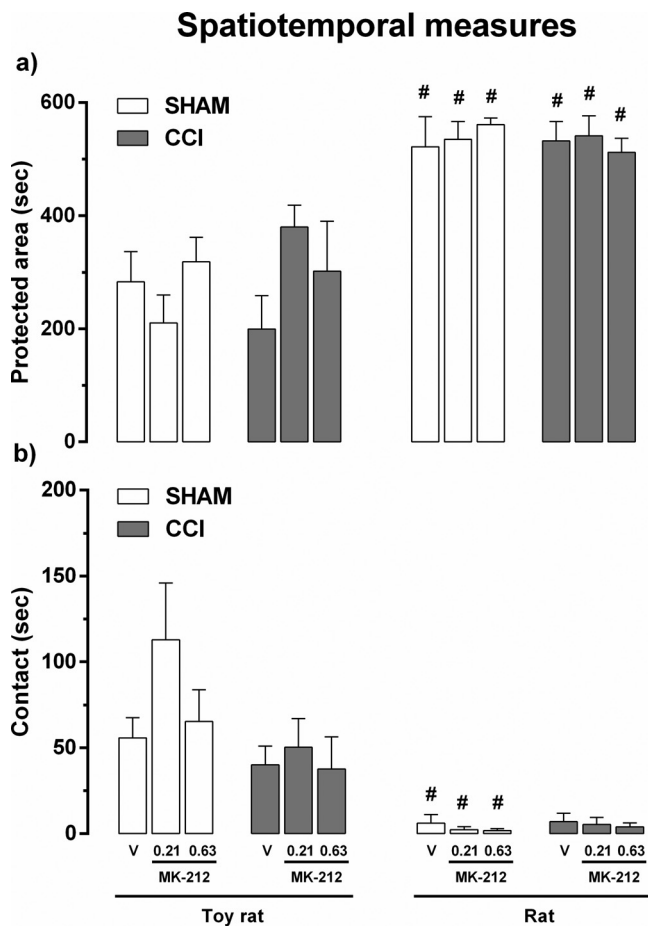 Spatiotemporal measures
a)
SHAM
CCI
# # # # # #
Protected area (sec)
600
400
200
0
b)
SHAM
CCI
Contact (sec)
200
150
100
50
0
# # #
V 0.21 0.63 V 0.21 0.63 V 0.21 0.63 V 0.21 0.63
MK-212 MK-212 MK-212 MK-212
Toy rat Rat